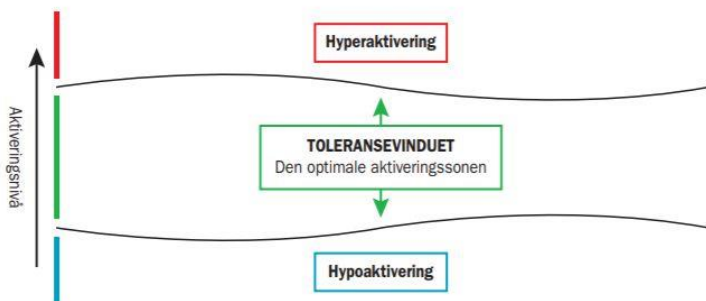 Hyperaktivering
Aktiveringsnivå
TOLERANSEVINDUET
Den optimale aktiveringssonen
Hypoaktivering